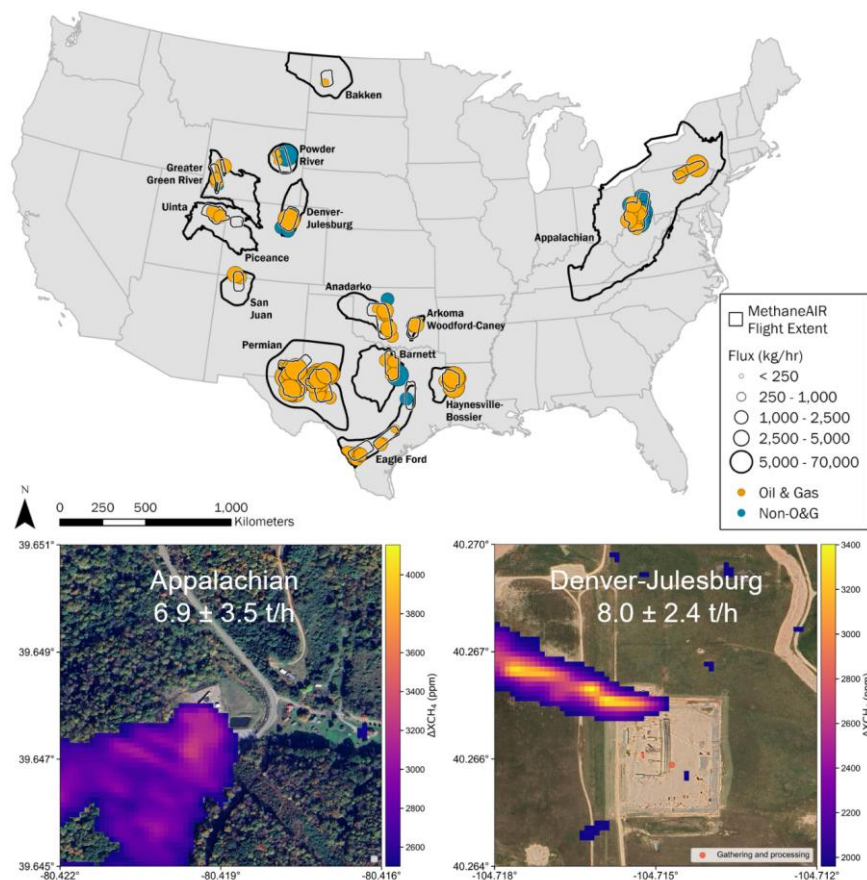 Bakken
Powder
River
Greater
Green River
Uinta
Denver-
Julesburg
Piceance
Appalachian
San
Juan
Anadarko
Arkoma
Woodford-Caney
Permian
Barnett
Haynesville-
Bossier
Eagle Ford
MethaneAIR
Flight Extent
Flux (kg/hr)
< 250
250 - 1,000
1,000 - 2,500
2,500 - 5,000
5,000 - 70,000
Oil & Gas
Non-O&G
N
0 250 500 1,000
Kilometers
39.651°
39.649°
39.647°
39.645°
-80.422° -80.419° -80.416°
Appalachian
6.9 ± 3.5 t/h
4000
3800
3600
3400
3200
3000
2800
2600
ΔXCH₄ (ppm)
40.270°
40.267°
40.266°
40.264°
-104.718° -104.715° -104.712°
Denver-Julesburg
8.0 ± 2.4 t/h
Gathering and processing
3400
3200
3000
2800
2600
2400
2200
2000
ΔXCH₄ (ppm)